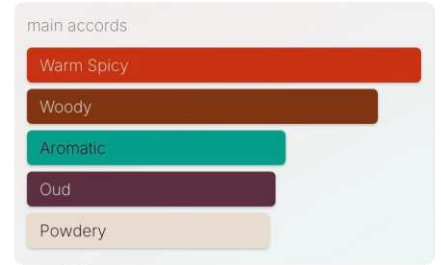 main accords
Warm Spicy
Woody
Aromatic
Oud
Powdery